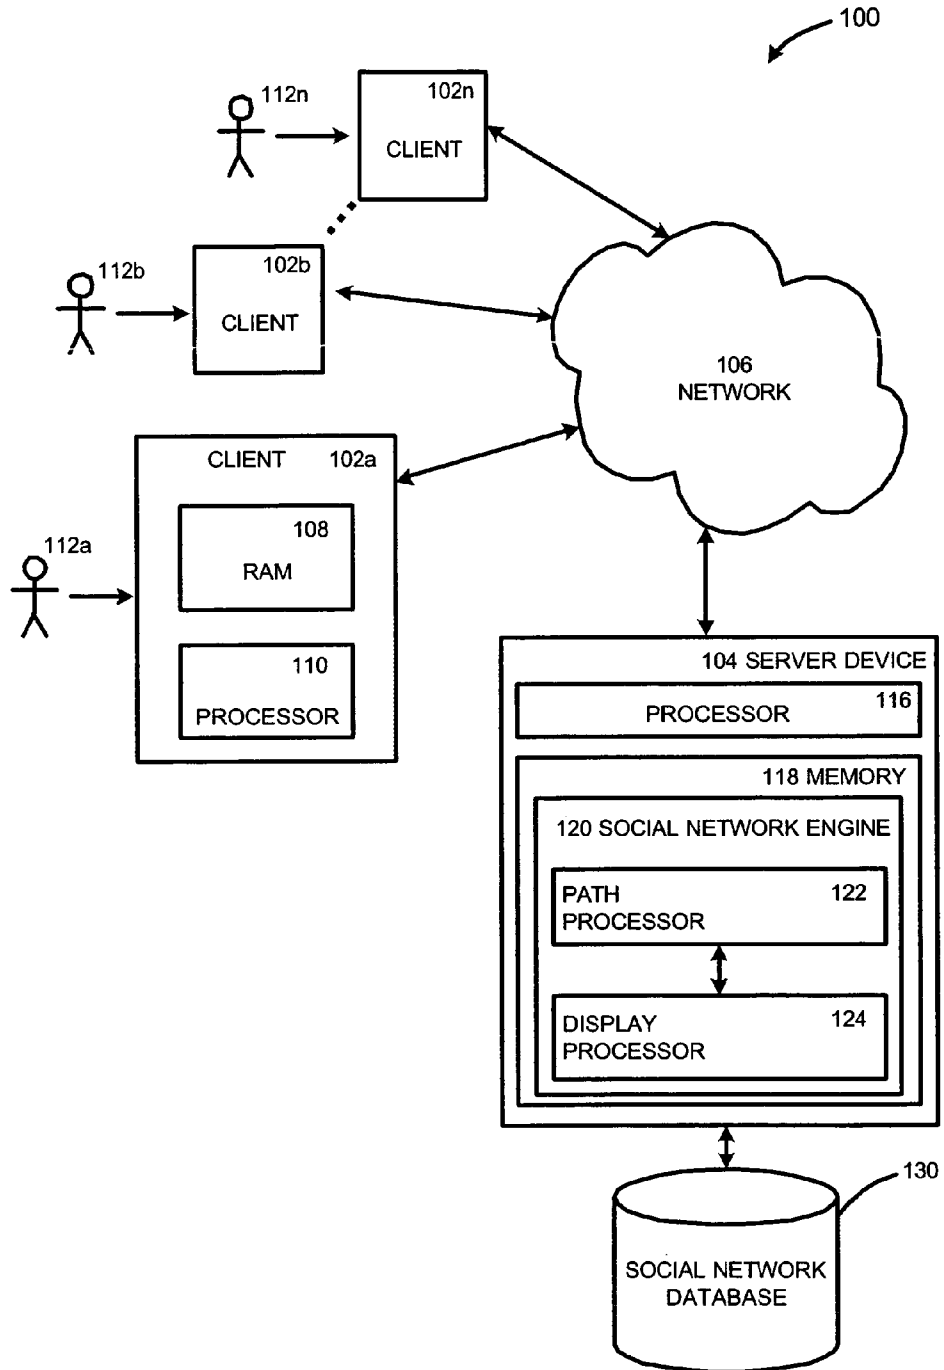 100
112n
102n
CLIENT
112b
102b
CLIENT
106
NETWORK
CLIENT 102a
108
RAM
112a
110
PROCESSOR
104 SERVER DEVICE
116
PROCESSOR
118 MEMORY
120 SOCIAL NETWORK ENGINE
PATH 122
PROCESSOR
DISPLAY 124
PROCESSOR
130
SOCIAL NETWORK
DATABASE